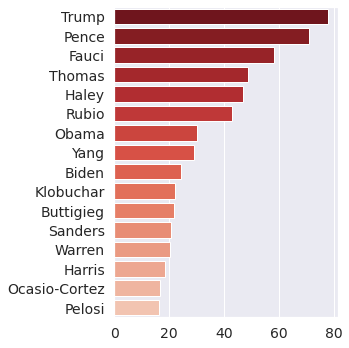 Trump
Pence
Fauci
Thomas
Haley
Rubio
Obama
Yang
Biden
Klobuchar
Buttigieg
Sanders
Warren
Harris
Ocasio-Cortez
Pelosi
0 20 40 60 80